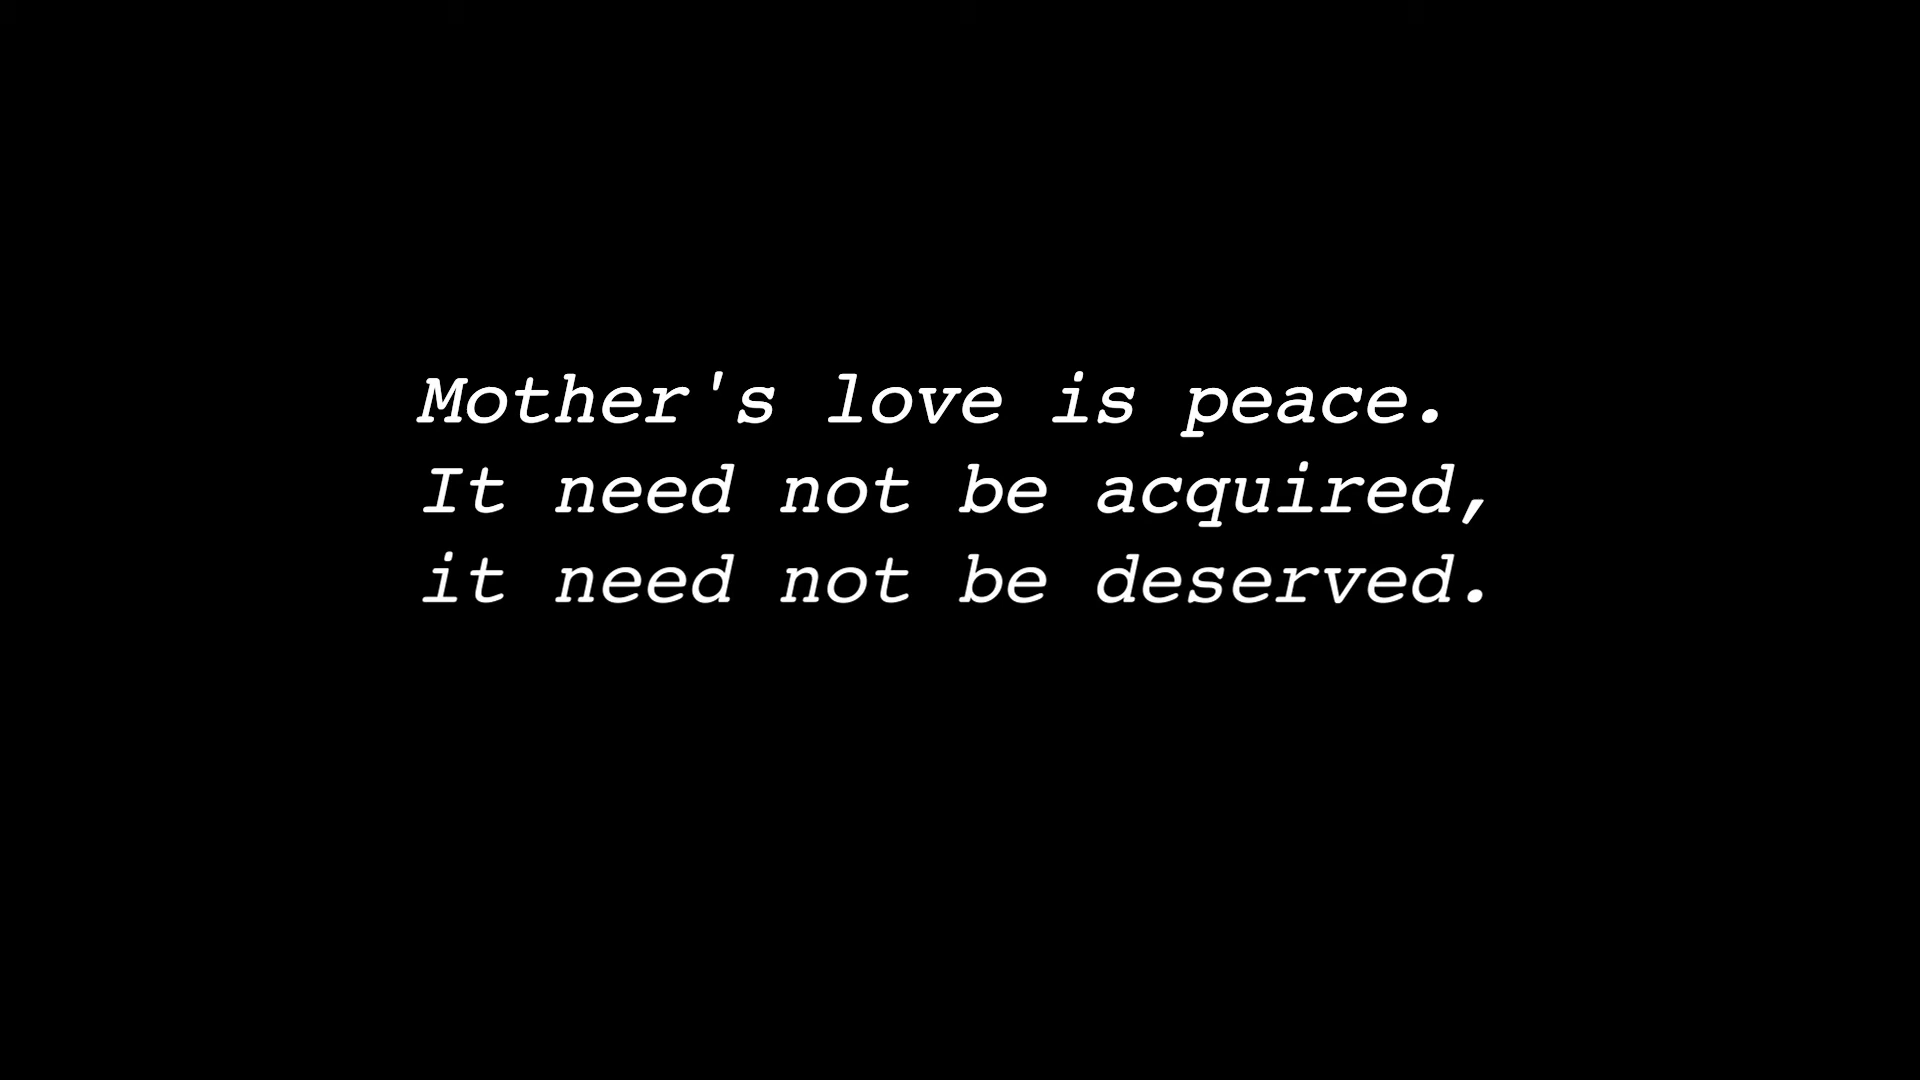 Mother's love is peace.
It need not be acquired,
it need not be deserved.